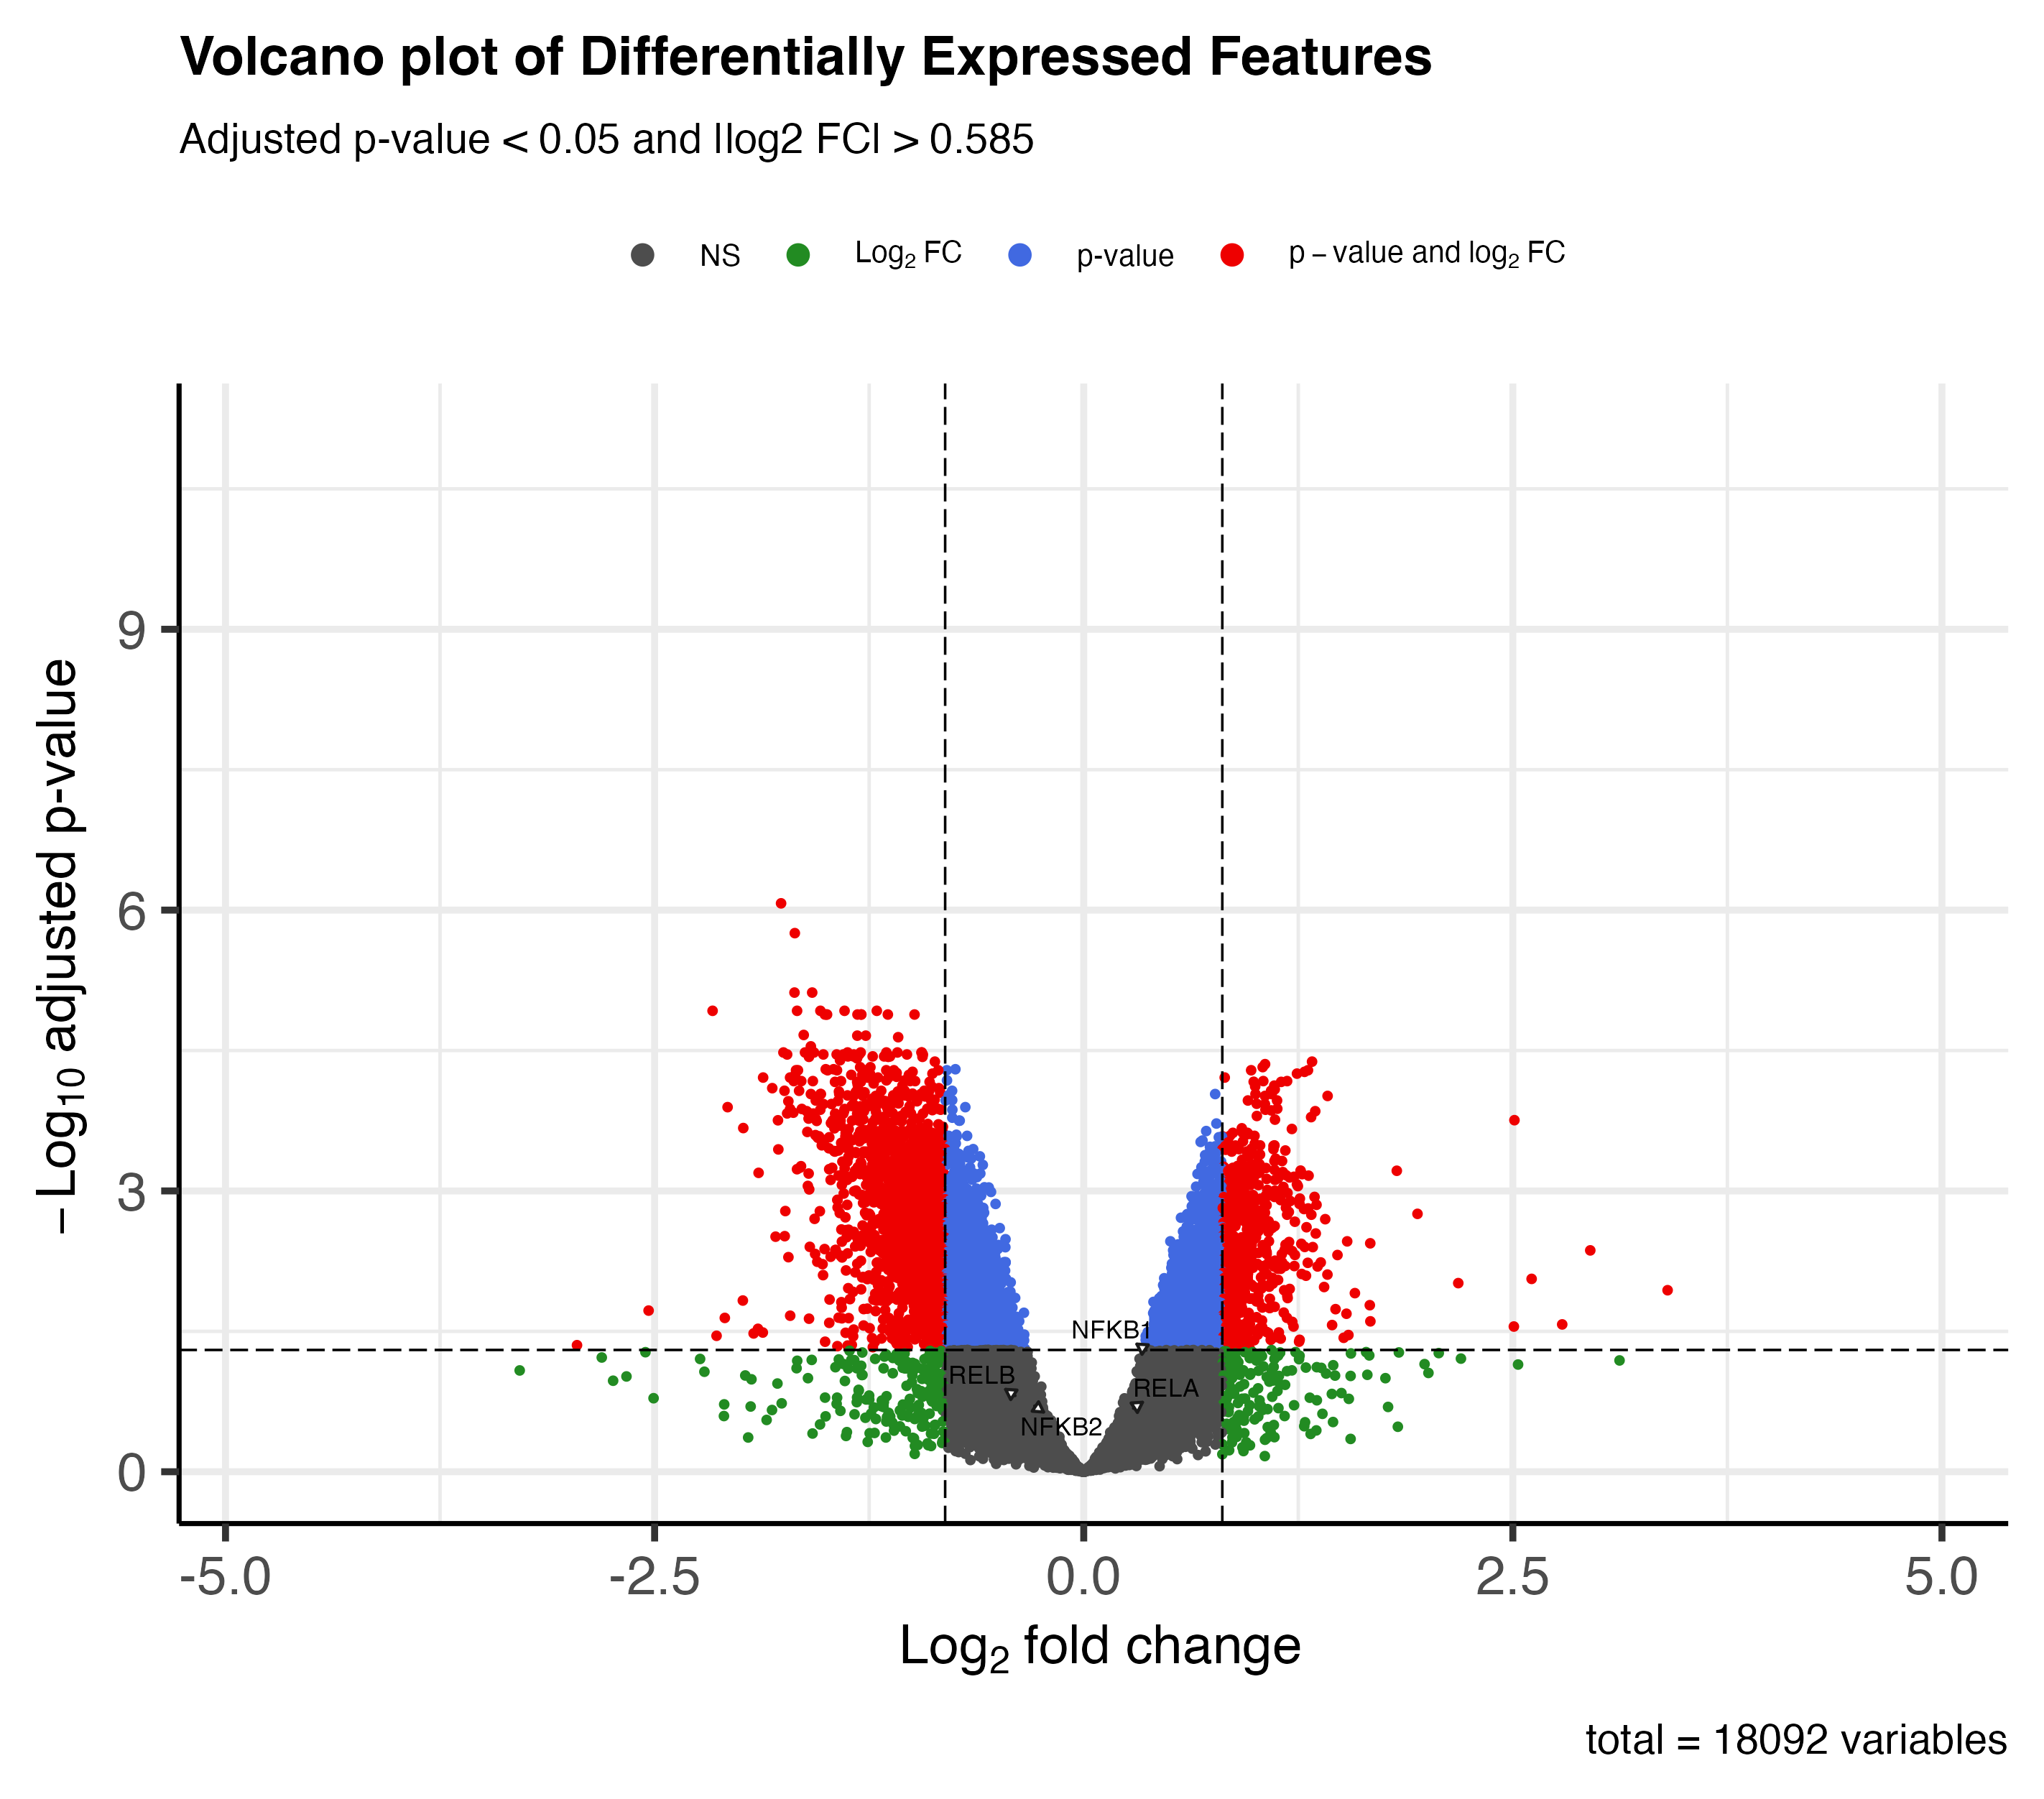 Volcano plot of Differentially Expressed Features
Adjusted p-value < 0.05 and |log2 FC| > 0.585
NS Log₂ FC p-value p − value and log₂ FC
9
6
3
0
− Log₁₀ adjusted p-value
NFKB1
RELB
RELA
NFKB2
-5.0 -2.5 0.0 2.5 5.0
Log₂ fold change
total = 18092 variables